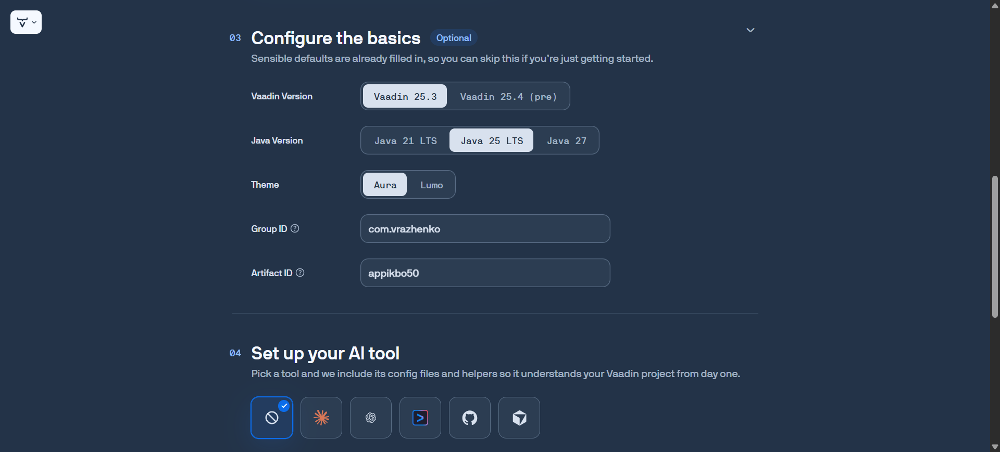 03 Configure the basics Optional
Sensible defaults are already filled in, so you can skip this if you’re just getting started.
Vaadin Version Vaadin 25.3 Vaadin 25.4 (pre)
Java Version Java 21 LTS Java 25 LTS Java 27
Theme Aura Lumo
Group ID ? com.vrazhenko
Artifact ID ? appikbo50
04 Set up your AI tool
Pick a tool and we include its config files and helpers so it understands your Vaadin project from day one.